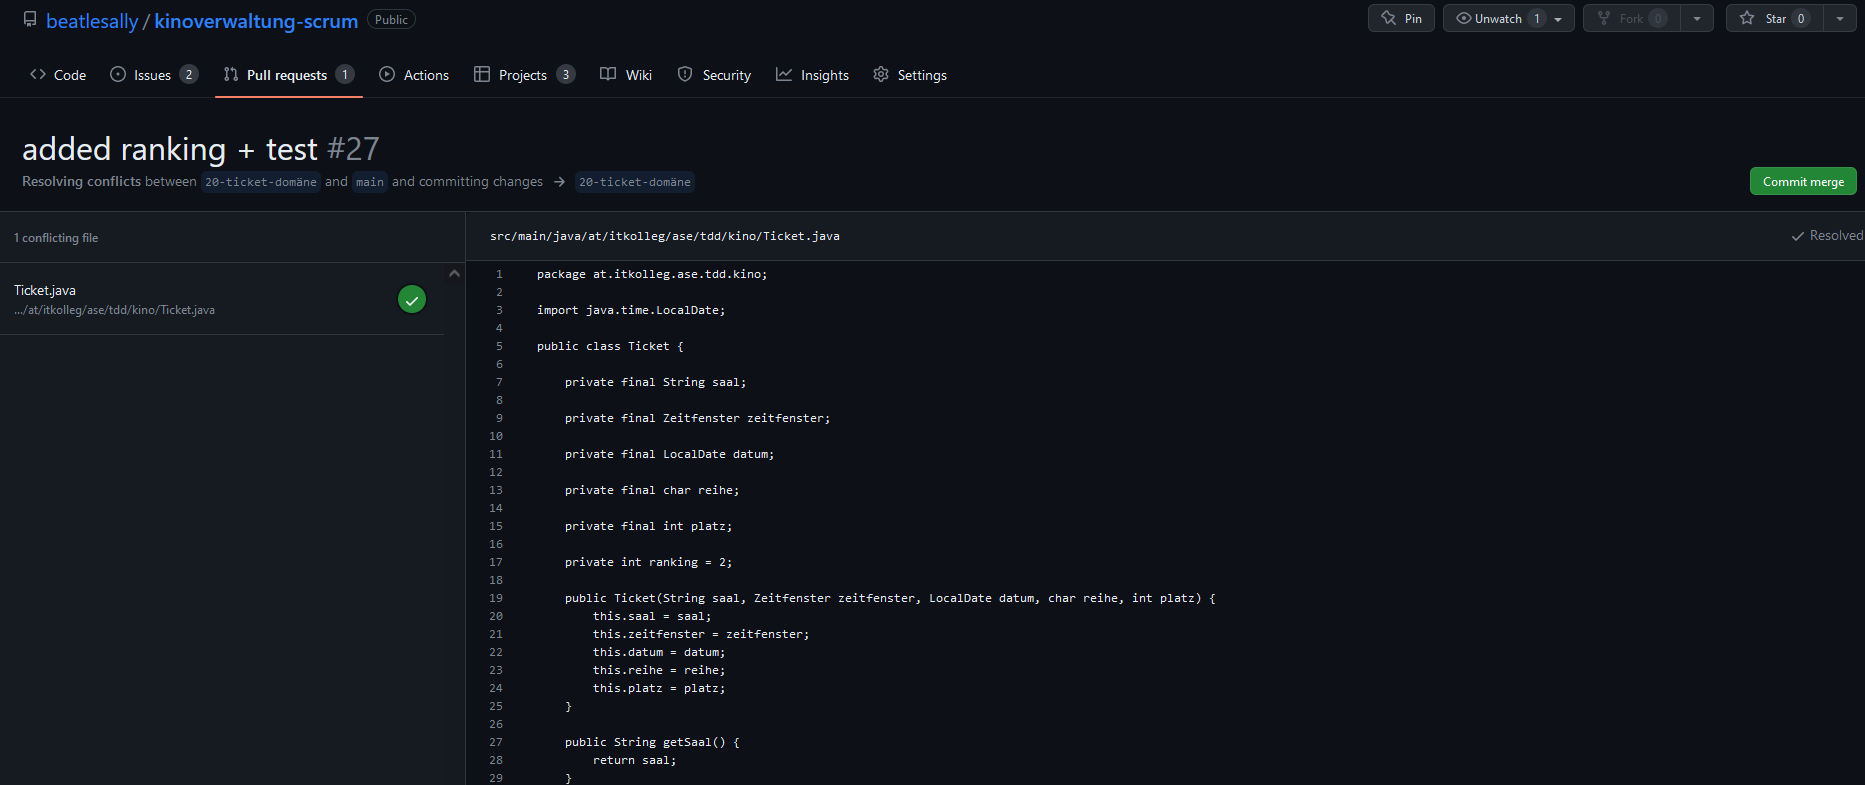 beatlesally / kinoverwaltung-scrum Public
Pin
Unwatch 1
Fork 0
Star 0
Code
Issues 2
Pull requests 1
Actions
Projects 3
Wiki
Security
Insights
Settings
added ranking + test #27
Resolving conflicts between 20-ticket-domäne and main and committing changes → 20-ticket-domäne
Commit merge
1 conflicting file
src/main/java/at/itkolleg/ase/tdd/kino/Ticket.java
Resolved
Ticket.java
.../at/itkolleg/ase/tdd/kino/Ticket.java
1 package at.itkolleg.ase.tdd.kino;
2
3 import java.time.LocalDate;
4
5 public class Ticket {
6
7 private final String saal;
8
9 private final Zeitfenster zeitfenster;
10
11 private final LocalDate datum;
12
13 private final char reihe;
14
15 private final int platz;
16
17 private int ranking = 2;
18
19 public Ticket(String saal, Zeitfenster zeitfenster, LocalDate datum, char reihe, int platz) {
20 this.saal = saal;
21 this.zeitfenster = zeitfenster;
22 this.datum = datum;
23 this.reihe = reihe;
24 this.platz = platz;
25 }
26
27 public String getSaal() {
28 return saal;
29 }